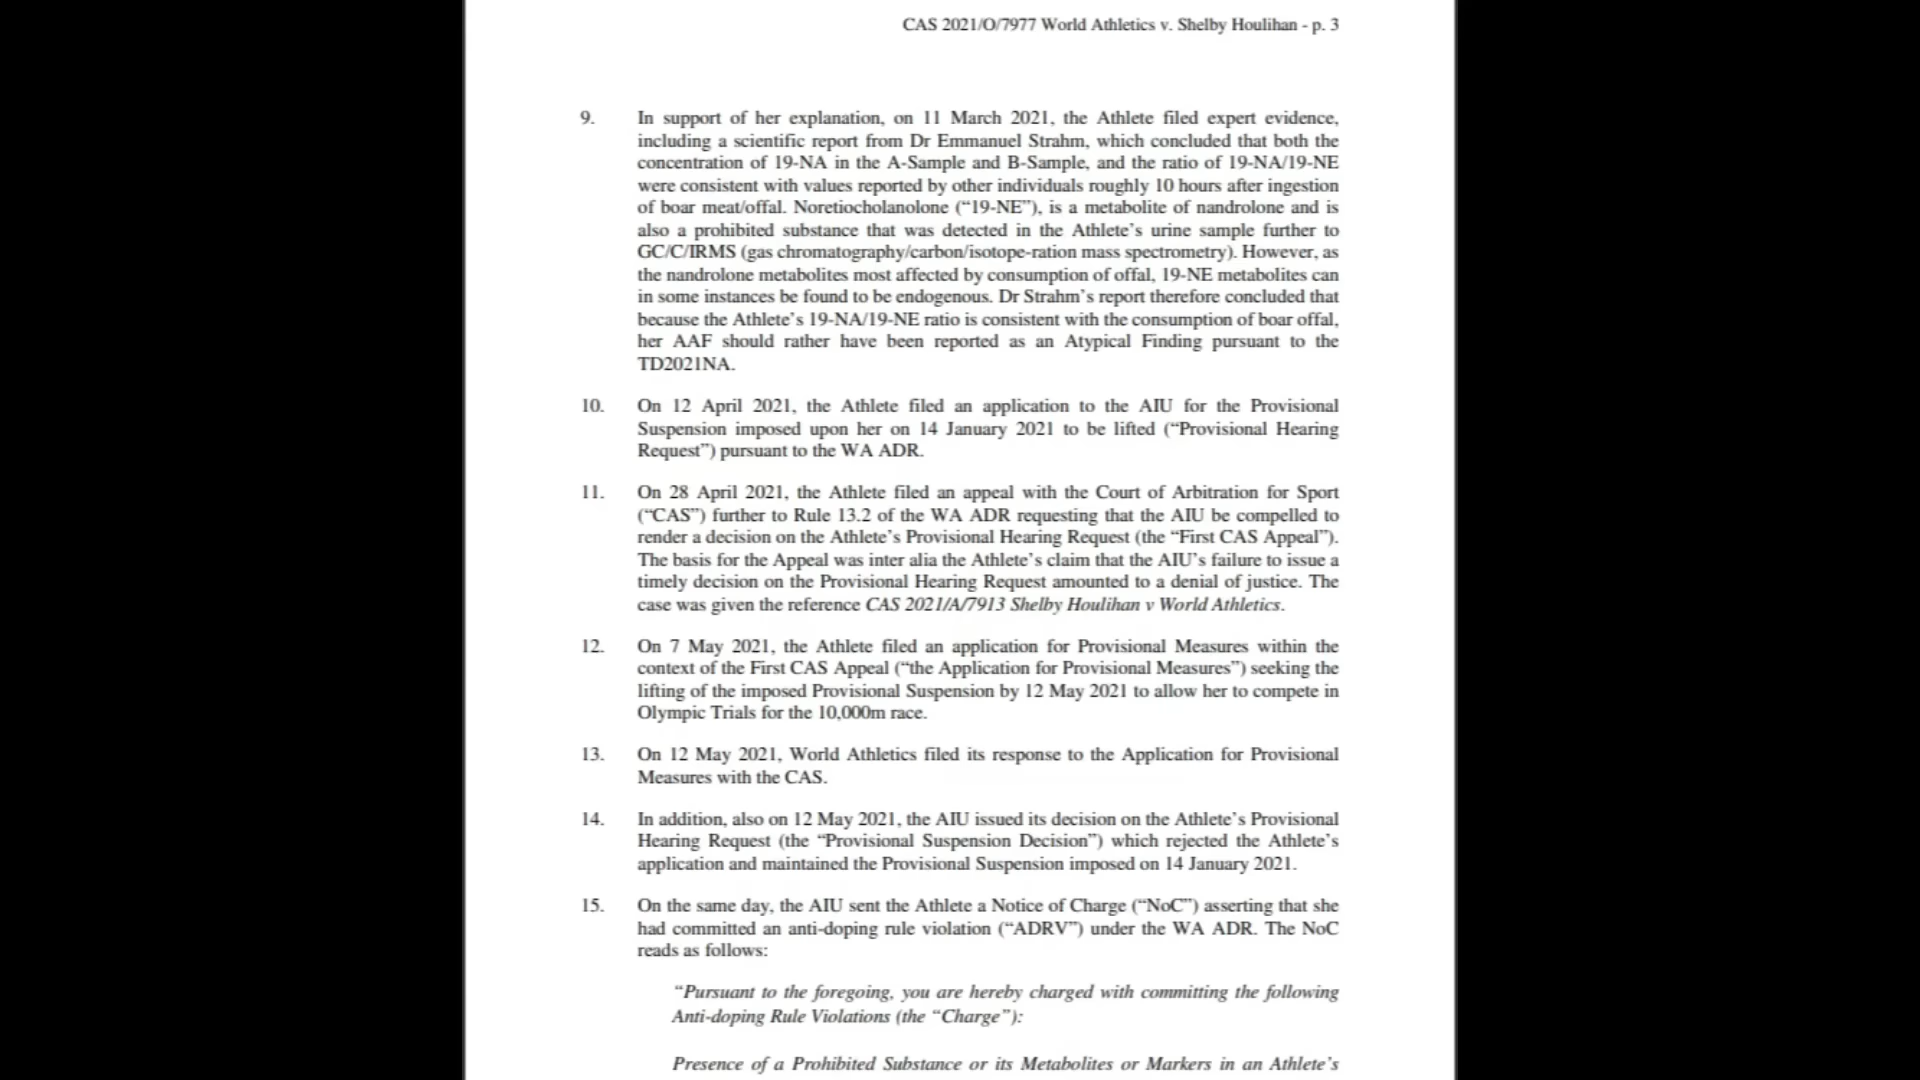 CAS 2021/O/7977 World Athletics v. Shelby Houlihan - p. 3
9. In support of her explanation, on 11 March 2021, the Athlete filed expert evidence,
including a scientific report from Dr Emmanuel Strahm, which concluded that both the
concentration of 19-NA in the A-Sample and B-Sample, and the ratio of 19-NA/19-NE
were consistent with values reported by other individuals roughly 10 hours after ingestion
of boar meat/offal. Noretiocholanolone (“19-NE”), is a metabolite of nandrolone and is
also a prohibited substance that was detected in the Athlete’s urine sample further to
GC/C/IRMS (gas chromatography/carbon/isotope-ration mass spectrometry). However, as
the nandrolone metabolites most affected by consumption of offal, 19-NE metabolites can
in some instances be found to be endogenous. Dr Strahm’s report therefore concluded that
because the Athlete’s 19-NA/19-NE ratio is consistent with the consumption of boar offal,
her AAF should rather have been reported as an Atypical Finding pursuant to the
TD2021NA.
10. On 12 April 2021, the Athlete filed an application to the AIU for the Provisional
Suspension imposed upon her on 14 January 2021 to be lifted (“Provisional Hearing
Request”) pursuant to the WA ADR.
11. On 28 April 2021, the Athlete filed an appeal with the Court of Arbitration for Sport
(“CAS”) further to Rule 13.2 of the WA ADR requesting that the AIU be compelled to
render a decision on the Athlete’s Provisional Hearing Request (the “First CAS Appeal”).
The basis for the Appeal was inter alia the Athlete’s claim that the AIU’s failure to issue a
timely decision on the Provisional Hearing Request amounted to a denial of justice. The
case was given the reference CAS 2021/A/7913 Shelby Houlihan v World Athletics.
12. On 7 May 2021, the Athlete filed an application for Provisional Measures within the
context of the First CAS Appeal (“the Application for Provisional Measures”) seeking the
lifting of the imposed Provisional Suspension by 12 May 2021 to allow her to compete in
Olympic Trials for the 10,000m race.
13. On 12 May 2021, World Athletics filed its response to the Application for Provisional
Measures with the CAS.
14. In addition, also on 12 May 2021, the AIU issued its decision on the Athlete’s Provisional
Hearing Request (the “Provisional Suspension Decision”) which rejected the Athlete’s
application and maintained the Provisional Suspension imposed on 14 January 2021.
15. On the same day, the AIU sent the Athlete a Notice of Charge (“NoC”) asserting that she
had committed an anti-doping rule violation (“ADRV”) under the WA ADR. The NoC
reads as follows:
“Pursuant to the foregoing, you are hereby charged with committing the following
Anti-doping Rule Violations (the “Charge”):
Presence of a Prohibited Substance or its Metabolites or Markers in an Athlete’s